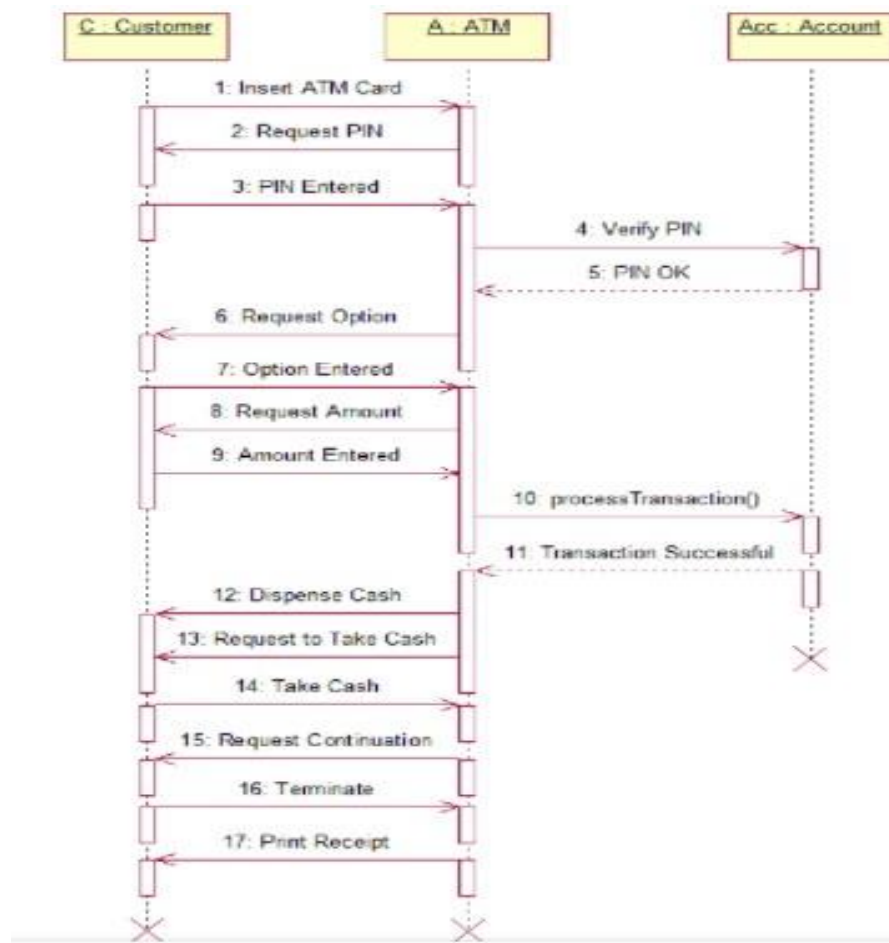 C : Customer
A : ATM
Acc : Account
1: Insert ATM Card
2: Request PIN
3: PIN Entered
4: Verify PIN
5: PIN OK
6: Request Option
7: Option Entered
8: Request Amount
9: Amount Entered
10: processTransaction()
11: Transaction Successful
12: Dispense Cash
13: Request to Take Cash
14: Take Cash
15: Request Continuation
16: Terminate
17: Print Receipt